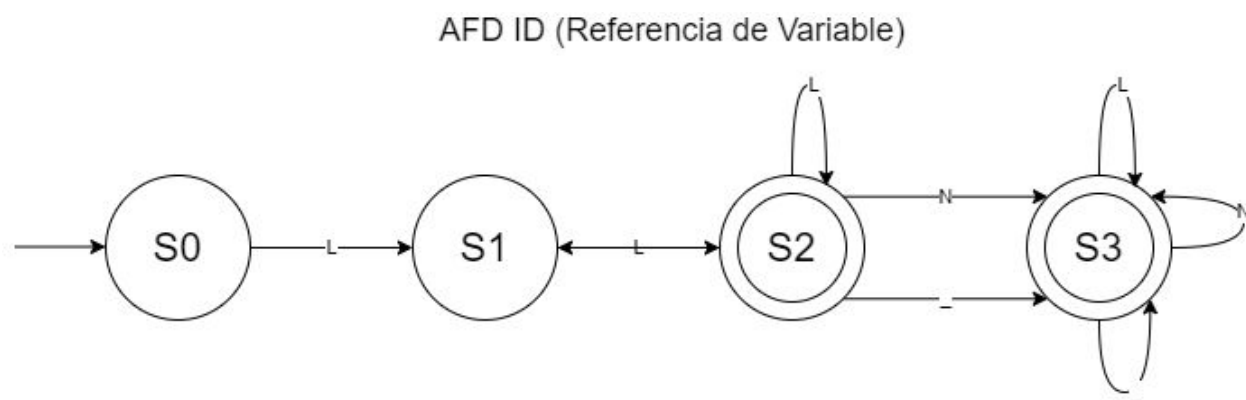 AFD ID (Referencia de Variable)
L
L
S0
L
S1
L
S2
N
_
S3
N
_